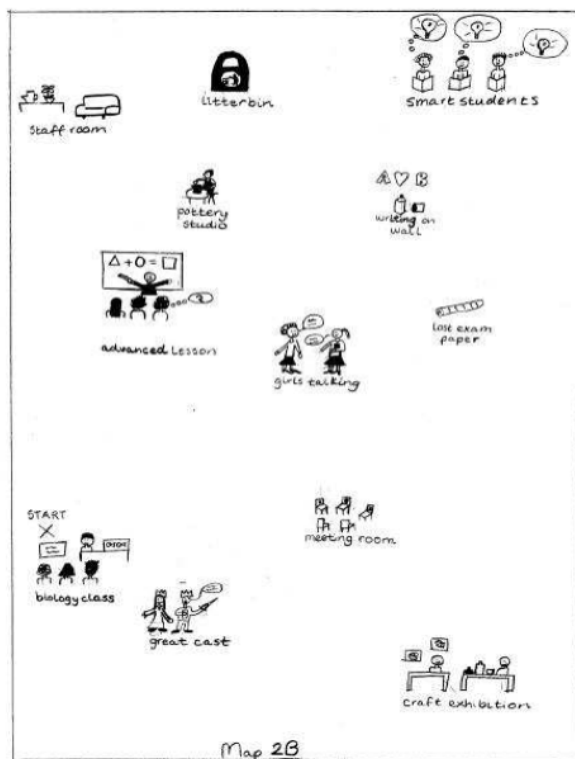 litterbin
smart students
staff room
A ♡ B
pottery
studio
writing on
wall
△ + O = □
?
advanced lesson
lost exam
paper
girls talking
START
X
meeting room
biology class
great cast
craft exhibition
Map 2B